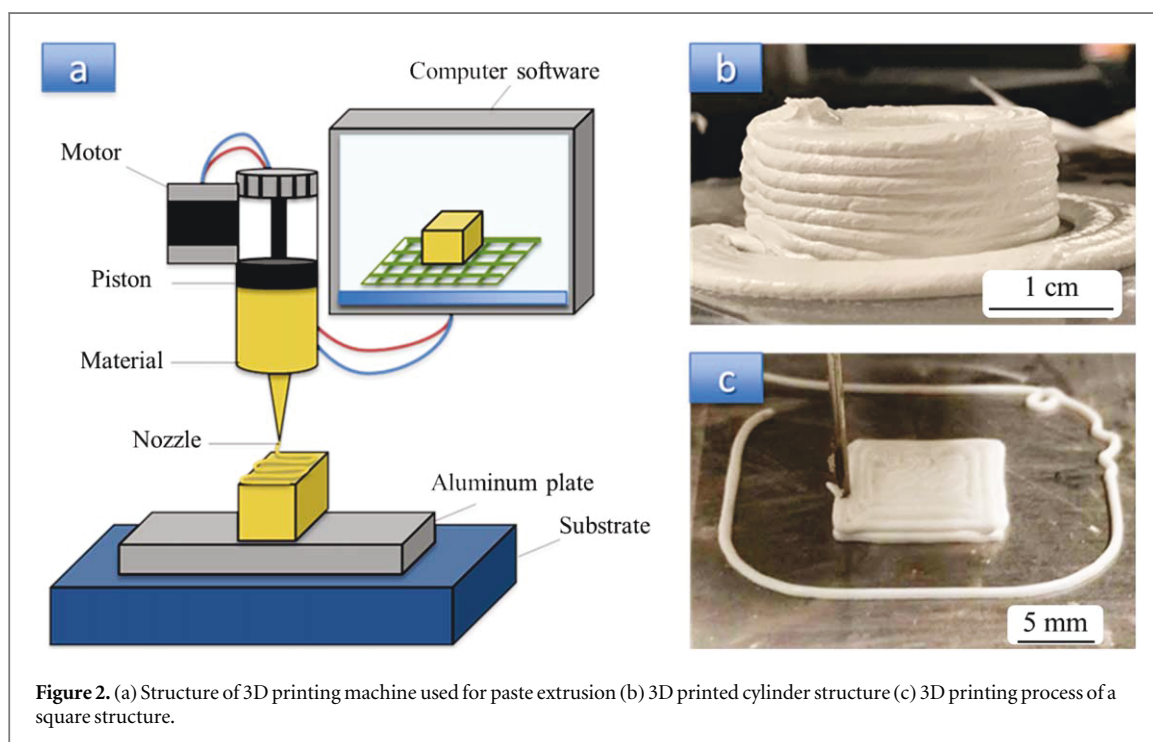 a
Computer software
Motor
Piston
Material
Nozzle
Aluminum plate
Substrate
b
1 cm
c
5 mm
Figure 2. (a) Structure of 3D printing machine used for paste extrusion (b) 3D printed cylinder structure (c) 3D printing process of a
square structure.